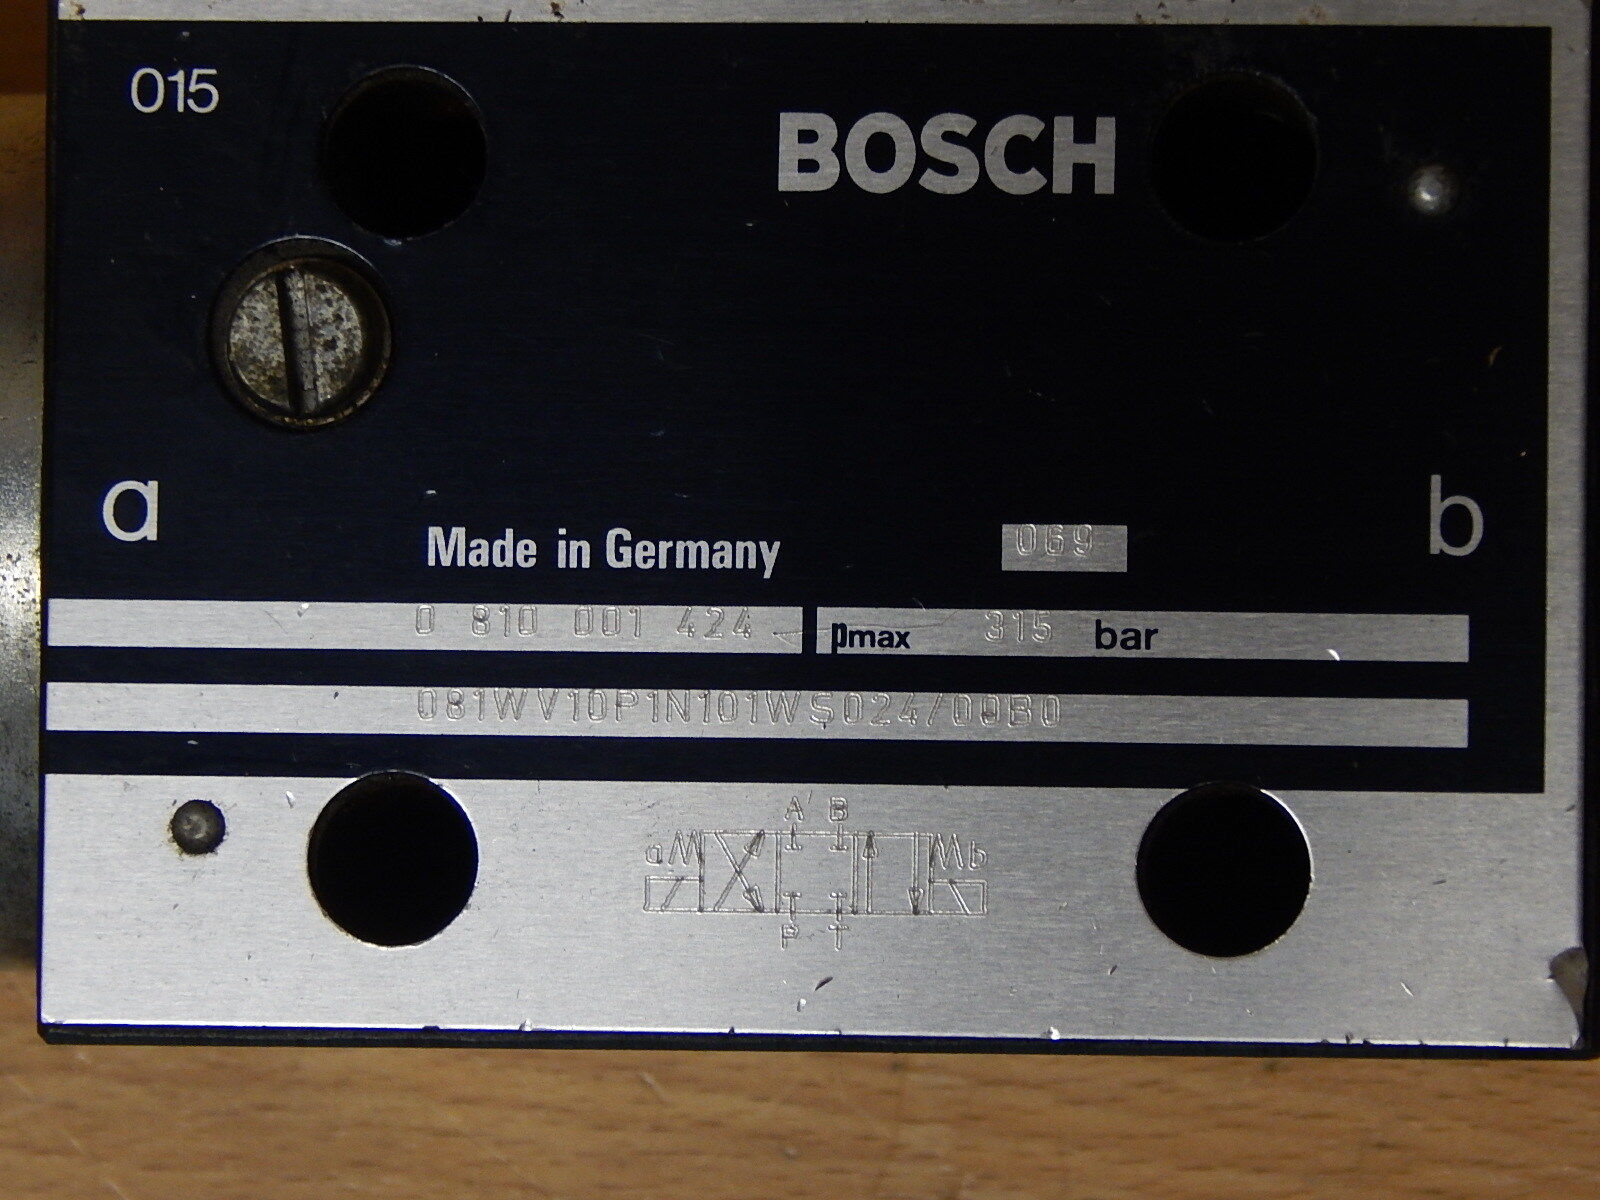 015
BOSCH
a
b
Made in Germany
069
0 810 001 424
pmax 315 bar
081WV10P1N101WS024/00B0
A B
a b
P T